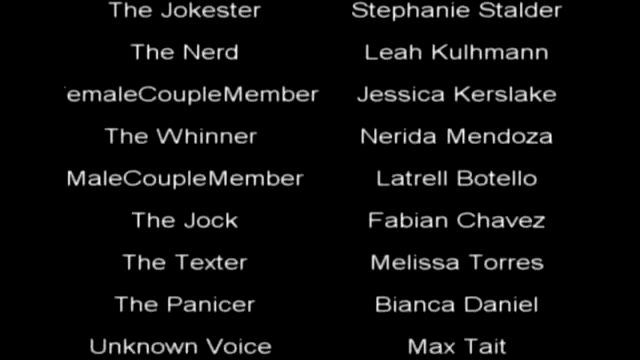 The Jokester Stephanie Stalder
The Nerd Leah Kulhmann
emaleCoupleMember Jessica Kerslake
The Whinner Nerida Mendoza
MaleCoupleMember Latrell Botello
The Jock Fabian Chavez
The Texter Melissa Torres
The Panicer Bianca Daniel
Unknown Voice Max Tait